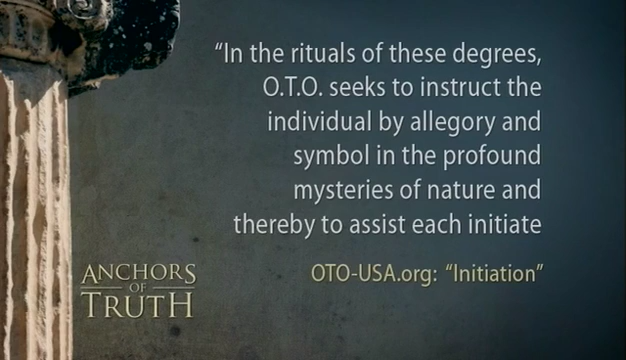 “In the rituals of these degrees,
O.T.O. seeks to instruct the
individual by allegory and
symbol in the profound
mysteries of nature and
thereby to assist each initiate
OTO-USA.org: “Initiation”
ANCHORS
OF
TRUTH